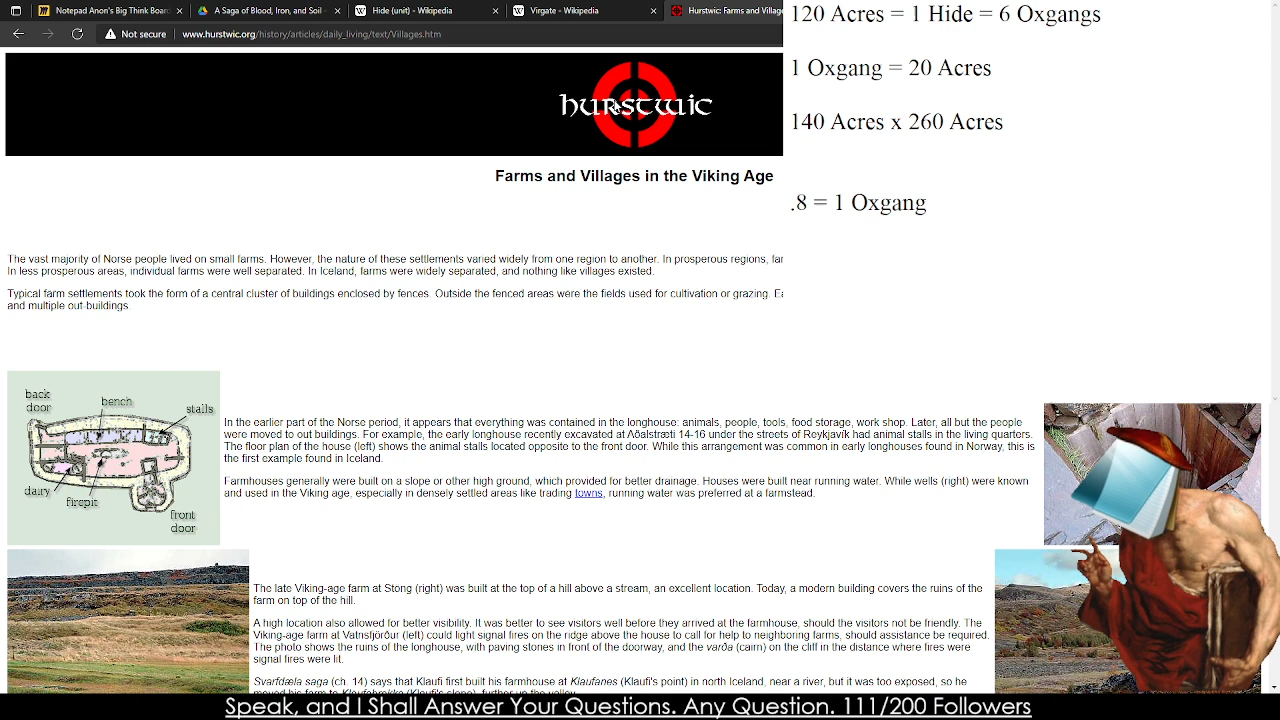 Notepad Anon's Big Think Board
A Saga of Blood, Iron, and Soil -
Hide (unit) - Wikipedia
Virgate - Wikipedia
Hurstwic: Farms and Village
Not secure
www.hurstwic.org/history/articles/daily_living/text/Villages.htm
120 Acres = 1 Hide = 6 Oxgangs
1 Oxgang = 20 Acres
140 Acres x 260 Acres
.8 = 1 Oxgang
hurstwic
Farms and Villages in the Viking Age
The vast majority of Norse people lived on small farms. However, the nature of these settlements varied widely from one region to another. In prosperous regions, far
In less prosperous areas, individual farms were well separated. In Iceland, farms were widely separated, and nothing like villages existed.
Typical farm settlements took the form of a central cluster of buildings enclosed by fences. Outside the fenced areas were the fields used for cultivation or grazing. Ea
and multiple out-buildings.
back
door
bench
stalls
dairy
firepit
front
door
In the earlier part of the Norse period, it appears that everything was contained in the longhouse: animals, people, tools, food storage, work shop. Later, all but the people
were moved to out buildings. For example, the early longhouse recently excavated at Aðalstræti 14-16 under the streets of Reykjavík had animal stalls in the living quarters.
The floor plan of the house (left) shows the animal stalls located opposite to the front door. While this arrangement was common in early longhouses found in Norway, this is
the first example found in Iceland.
Farmhouses generally were built on a slope or other high ground, which provided for better drainage. Houses were built near running water. While wells (right) were known
and used in the Viking age, especially in densely settled areas like trading towns, running water was preferred at a farmstead.
The late Viking-age farm at Stöng (right) was built at the top of a hill above a stream, an excellent location. Today, a modern building covers the ruins of the
farm on top of the hill.
A high location also allowed for better visibility. It was better to see visitors well before they arrived at the farmhouse, should the visitors not be friendly. The
Viking-age farm at Vatnsfjörður (left) could light signal fires on the ridge above the house to call for help to neighboring farms, should assistance be required.
The photo shows the ruins of the longhouse, with paving stones in front of the doorway, and the varða (cairn) on the cliff in the distance where fires were
signal fires were lit.
Svarfdæla saga (ch. 14) says that Klaufi first built his farmhouse at Klaufanes (Klaufi's point) in north Iceland, near a river, but it was too exposed, so he
moved his farm to Klaufabrekka (Klaufi's slope), further up the valley.
Speak, and I Shall Answer Your Questions. Any Question. 111/200 Followers